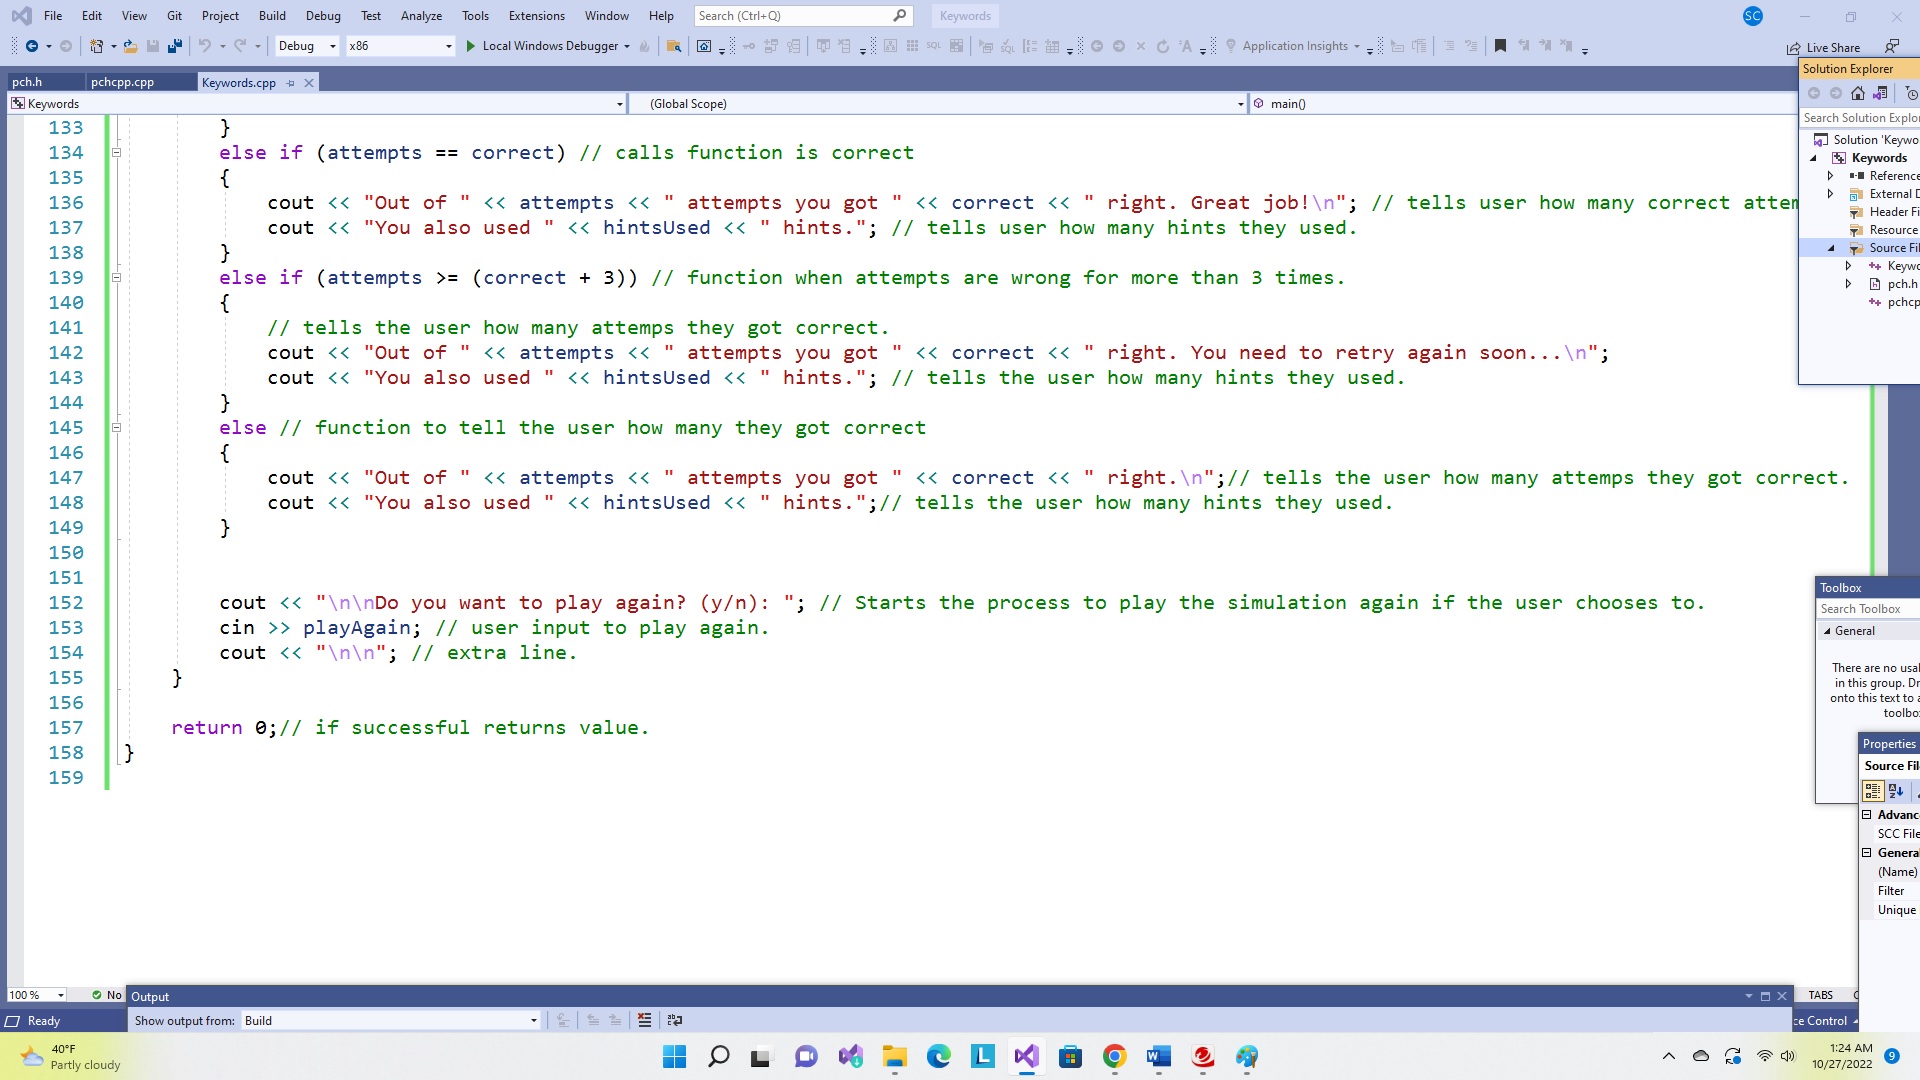 File Edit View Git Project Build Debug Test Analyze Tools Extensions Window Help Search (Ctrl+Q) Keywords SC
Debug x86 Local Windows Debugger SQL Application Insights Live Share
pch.h pchcpp.cpp Keywords.cpp
Keywords (Global Scope) main()
133 }
134 else if (attempts == correct) // calls function is correct
135 {
136 cout << "Out of " << attempts << " attempts you got " << correct << " right. Great job!\n"; // tells user how many correct attem
137 cout << "You also used " << hintsUsed << " hints."; // tells user how many hints they used.
138 }
139 else if (attempts >= (correct + 3)) // function when attempts are wrong for more than 3 times.
140 {
141 // tells the user how many attemps they got correct.
142 cout << "Out of " << attempts << " attempts you got " << correct << " right. You need to retry again soon...\n";
143 cout << "You also used " << hintsUsed << " hints."; // tells the user how many hints they used.
144 }
145 else // function to tell the user how many they got correct
146 {
147 cout << "Out of " << attempts << " attempts you got " << correct << " right.\n";// tells the user how many attemps they got correct.
148 cout << "You also used " << hintsUsed << " hints.";// tells the user how many hints they used.
149 }
150
151
152 cout << "\n\nDo you want to play again? (y/n): "; // Starts the process to play the simulation again if the user chooses to.
153 cin >> playAgain; // user input to play again.
154 cout << "\n\n"; // extra line.
155 }
156
157 return 0;// if successful returns value.
158 }
159
Solution Explorer
Search Solution Explo
Solution 'Keywo
Keywords
Reference
External D
Header Fi
Resource
Source Fil
Keywo
pch.h
pchcp
Toolbox
Search Toolbox
General
There are no usal
in this group. Dr
onto this text to a
toolbo
Properties
Source Fil
Advanc
SCC File
General
(Name)
Filter
Unique
100 % No Output TABS
Ready Show output from: Build ce Control
40°F
Partly cloudy
1:24 AM
10/27/2022
9